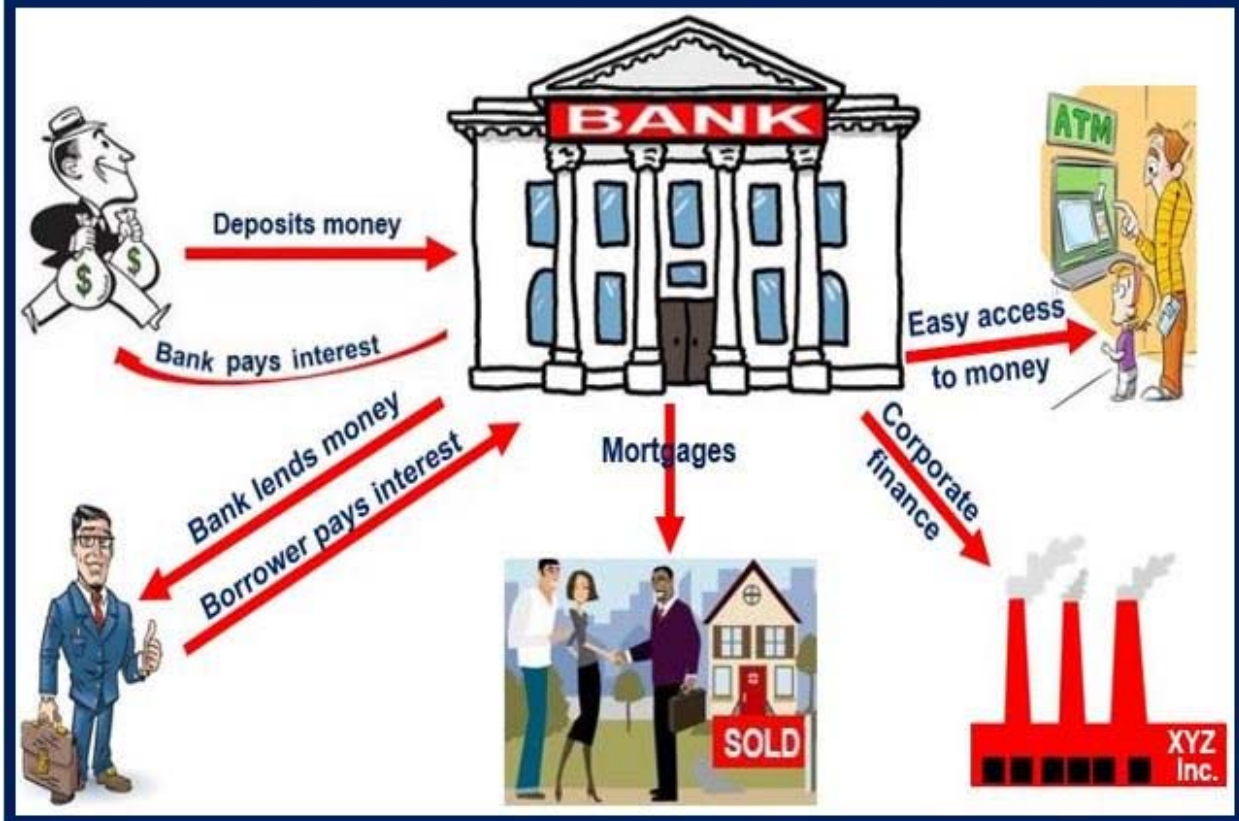 BANK
ATM
Deposits money
$ $
Bank pays interest
Easy access
to money
Bank lends money
Borrower pays interest
Mortgages
Corporate
finance
SOLD
XYZ
Inc.